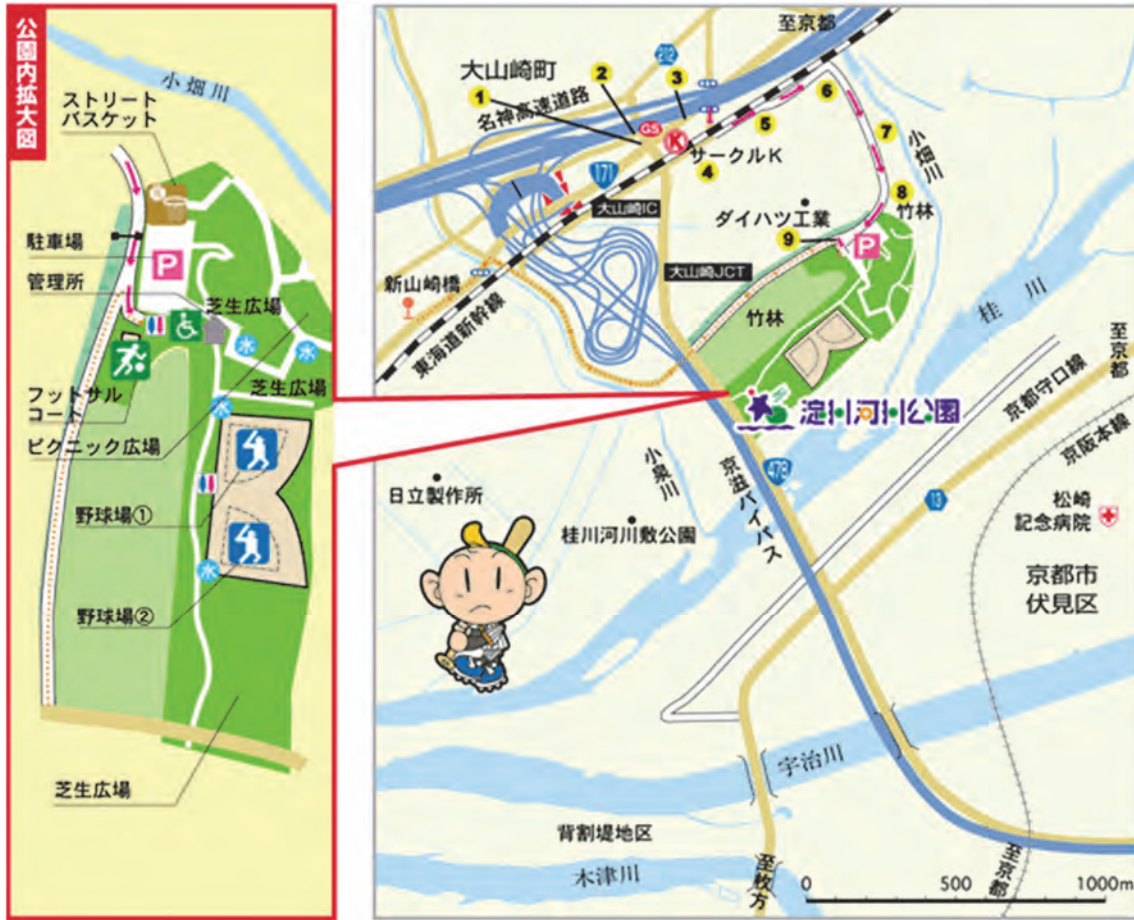 公園内拡大図
小畑川
ストリート
バスケット
駐車場
P
管理所
芝生広場
水
水
芝生広場
フットサル
コート
水
ピクニック広場
野球場①
水
野球場②
芝生広場
至京都
大山崎町
212
1
2
3
名神高速道路
GS
K
サークルK
4
5
6
7
8
9
小畑川
171
大山崎IC
ダイハツ工業
竹林
P
大山崎JCT
新山崎橋
東海道新幹線
竹林
桂川
至京都
淀川河川公園
京都守口線
京阪本線
小泉川
478
京滋バイパス
13
日立製作所
桂川河川敷公園
松崎
記念病院
京都市
伏見区
宇治川
背割堤地区
木津川
至枚方
至京都
0 500 1000m